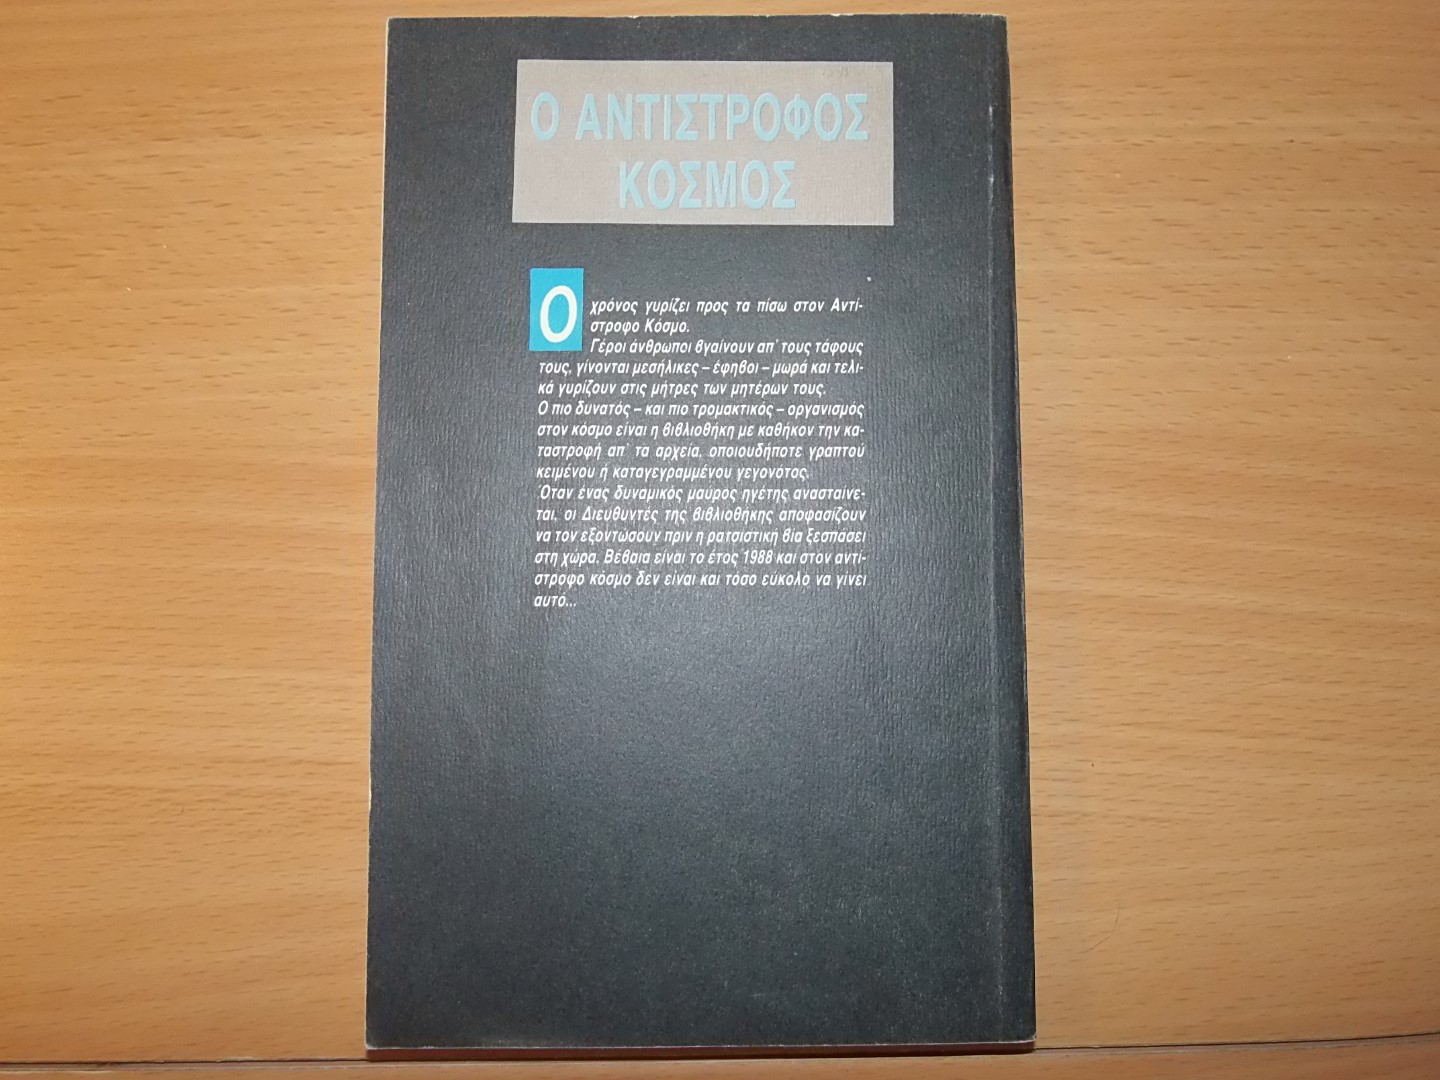 Ο ΑΝΤΙΣΤΡΟΦΟΣ
ΚΟΣΜΟΣ
Ο χρόνος γυρίζει προς τα πίσω στον Αντί-
στροφο Κόσμο.
Γέροι άνθρωποι βγαίνουν απ' τους τάφους
τους, γίνονται μεσήλικες – έφηβοι – μωρά και τελι-
κά γυρίζουν στις μήτρες των μητέρων τους.
Ο πιο δυνατός – και πιο τρομακτικός – οργανισμός
στον κόσμο είναι η βιβλιοθήκη με καθήκον την κα-
ταστροφή απ' τα αρχεία, οποιουδήποτε γραπτού
κειμένου ή καταγεγραμμένου γεγονότος.
Όταν ένας δυναμικός μαύρος ηγέτης ανασταίνε-
ται, οι Διευθυντές της βιβλιοθήκης αποφασίζουν
να τον εξοντώσουν πριν η ρατσιστική βία ξεσπάσει
στη χώρα. Βέβαια είναι το έτος 1988 και στον αντί-
στροφο κόσμο δεν είναι και τόσο εύκολο να γίνει
αυτό...